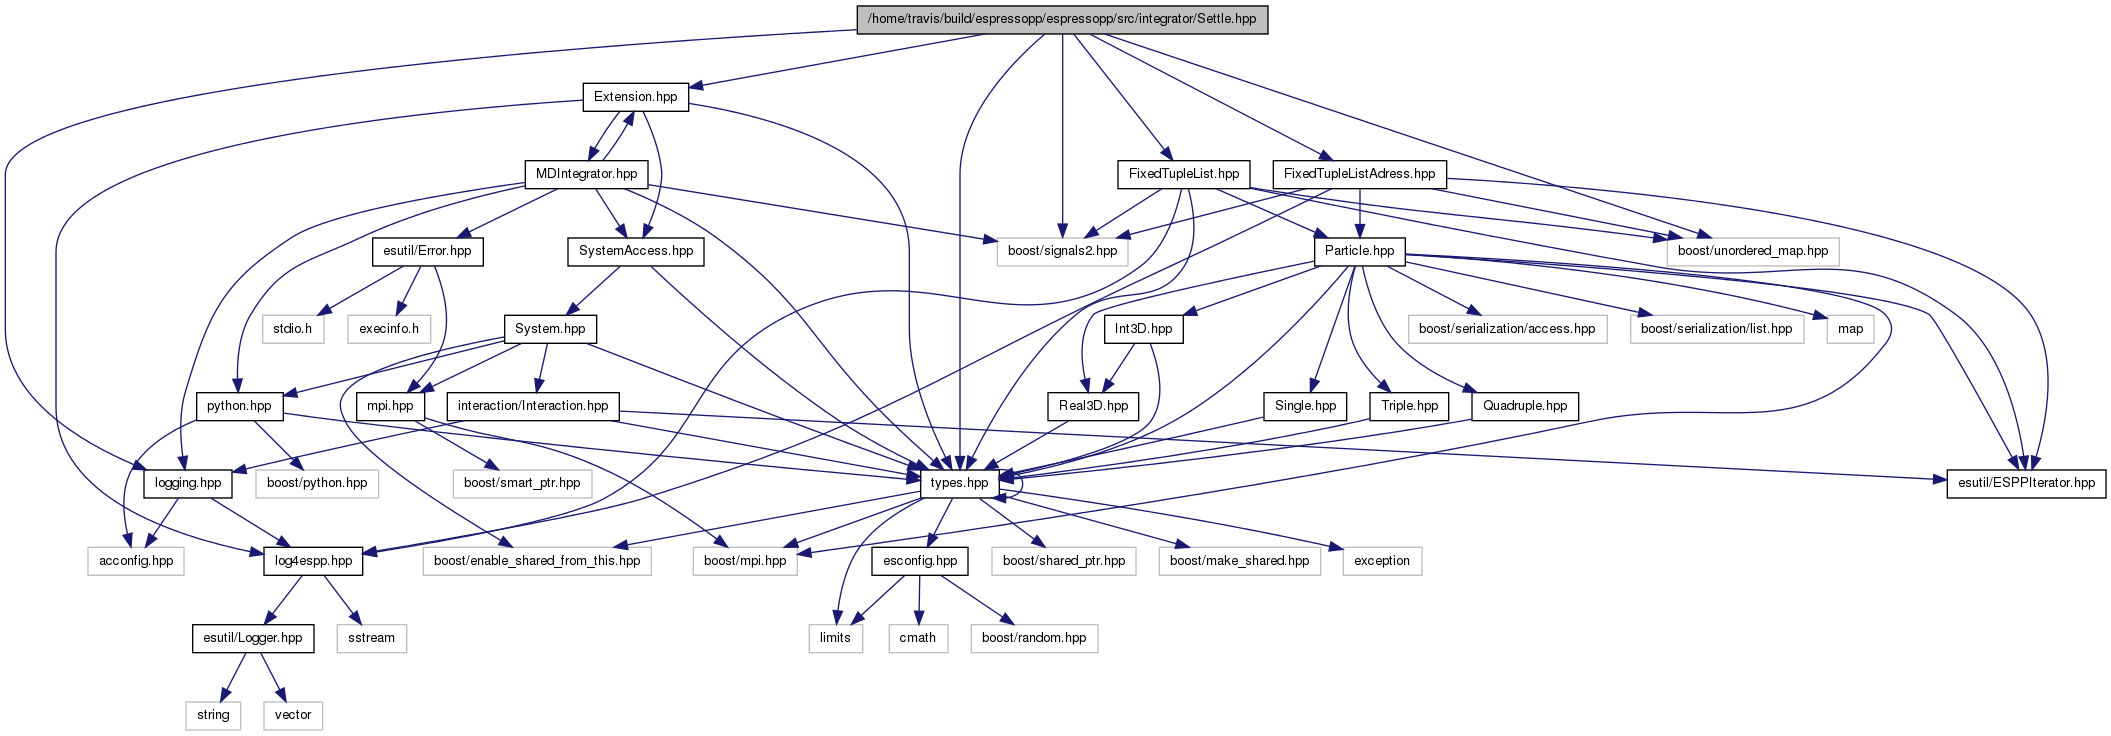 /home/travis/build/espressopp/espressopp/src/integrator/Settle.hpp
Extension.hpp
MDIntegrator.hpp
FixedTupleList.hpp
FixedTupleListAdress.hpp
esutil/Error.hpp
SystemAccess.hpp
boost/signals2.hpp
Particle.hpp
boost/unordered_map.hpp
stdio.h
execinfo.h
System.hpp
Int3D.hpp
boost/serialization/access.hpp
boost/serialization/list.hpp
map
python.hpp
mpi.hpp
interaction/Interaction.hpp
Real3D.hpp
Single.hpp
Triple.hpp
Quadruple.hpp
logging.hpp
boost/python.hpp
boost/smart_ptr.hpp
types.hpp
esutil/ESPPIterator.hpp
acconfig.hpp
log4espp.hpp
boost/enable_shared_from_this.hpp
boost/mpi.hpp
esconfig.hpp
boost/shared_ptr.hpp
boost/make_shared.hpp
exception
esutil/Logger.hpp
sstream
limits
cmath
boost/random.hpp
string
vector